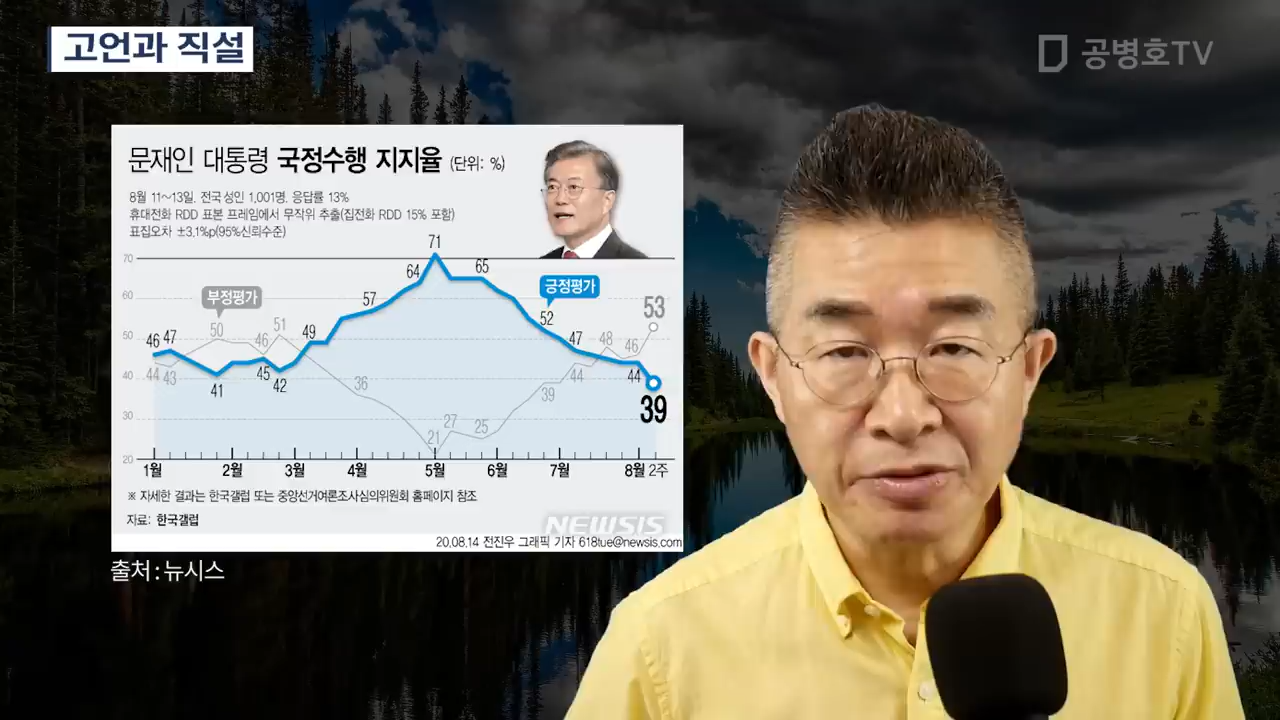 고언과 직설
공병호TV
문재인 대통령 국정수행 지지율 (단위: %)
8월 11~13일, 전국 성인 1,001명, 응답률 13%
휴대전화 RDD 표본 프레임에서 무작위 추출(집전화 RDD 15% 포함)
표집오차 ±3.1%p(95%신뢰수준)
71
70
64
65
긍정평가
부정평가
60
57
53
52
50
51
49
50
46
47
46
47
48
46
44
43
45
44
44
40
41
42
36
39
39
30
27
25
21
20
1월
2월
3월
4월
5월
6월
7월
8월 2주
※ 자세한 결과는 한국갤럽 또는 중앙선거여론조사심의위원회 홈페이지 참조
자료: 한국갤럽
NEWSIS
20.08.14 전진우 그래픽 기자 618tue@newsis.com
출처 : 뉴시스